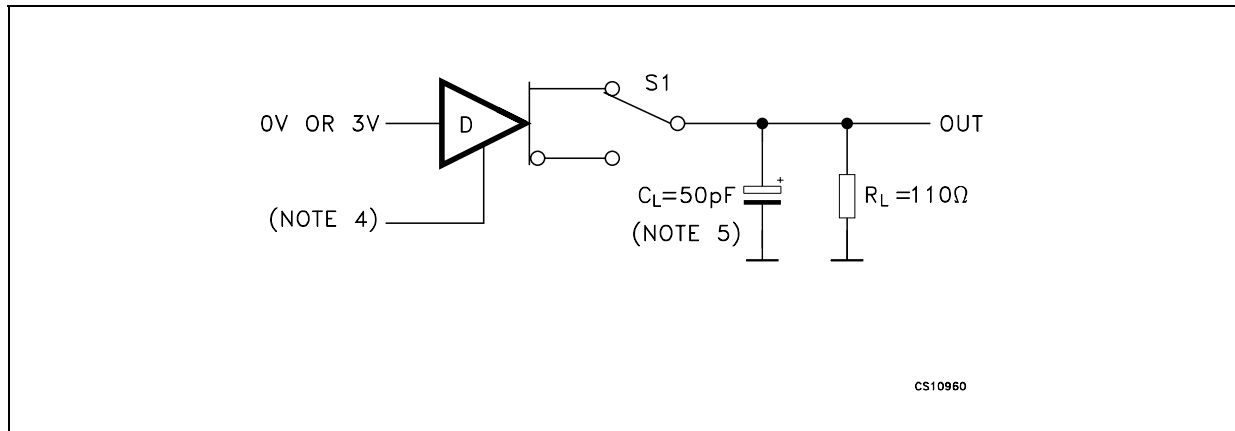 S1
0V OR 3V
D
OUT
+
CL=50pF
RL=110Ω
(NOTE 4)
(NOTE 5)
CS10960